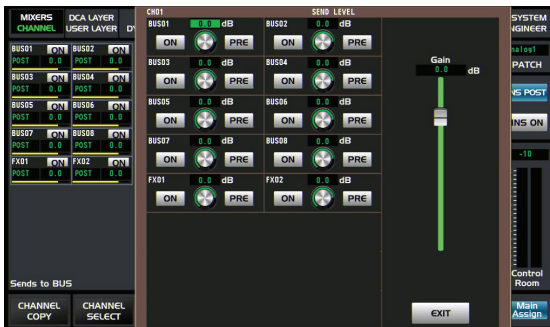 MIXERS
CHANNEL
DCA LAYER
USER LAYER
CH01 SEND LEVEL
SYSTEM
BUS01 0.0 dB BUS02 0.0 dB
ON PRE ON PRE
BUS03 0.0 dB BUS04 0.0 dB
ON PRE ON PRE
BUS05 0.0 dB BUS06 0.0 dB
ON PRE ON PRE
BUS07 0.0 dB BUS08 0.0 dB
ON PRE ON PRE
FX01 0.0 dB FX02 0.0 dB
ON PRE ON PRE
Gain
0.0 dB
EXIT
BUS01 ON BUS02 ON
POST 0.0 POST 0.0
BUS03 ON BUS04 ON
POST 0.0 POST 0.0
BUS05 ON BUS06 ON
POST 0.0 POST 0.0
BUS07 ON BUS08 ON
POST 0.0 POST 0.0
FX01 ON FX02 ON
POST 0.0 POST 0.0
Sends to BUS
CHANNEL
COPY
CHANNEL
SELECT
NGINEER
nalog1
PATCH
NS POST
INS ON
-10
Control
Room
Main
Assign